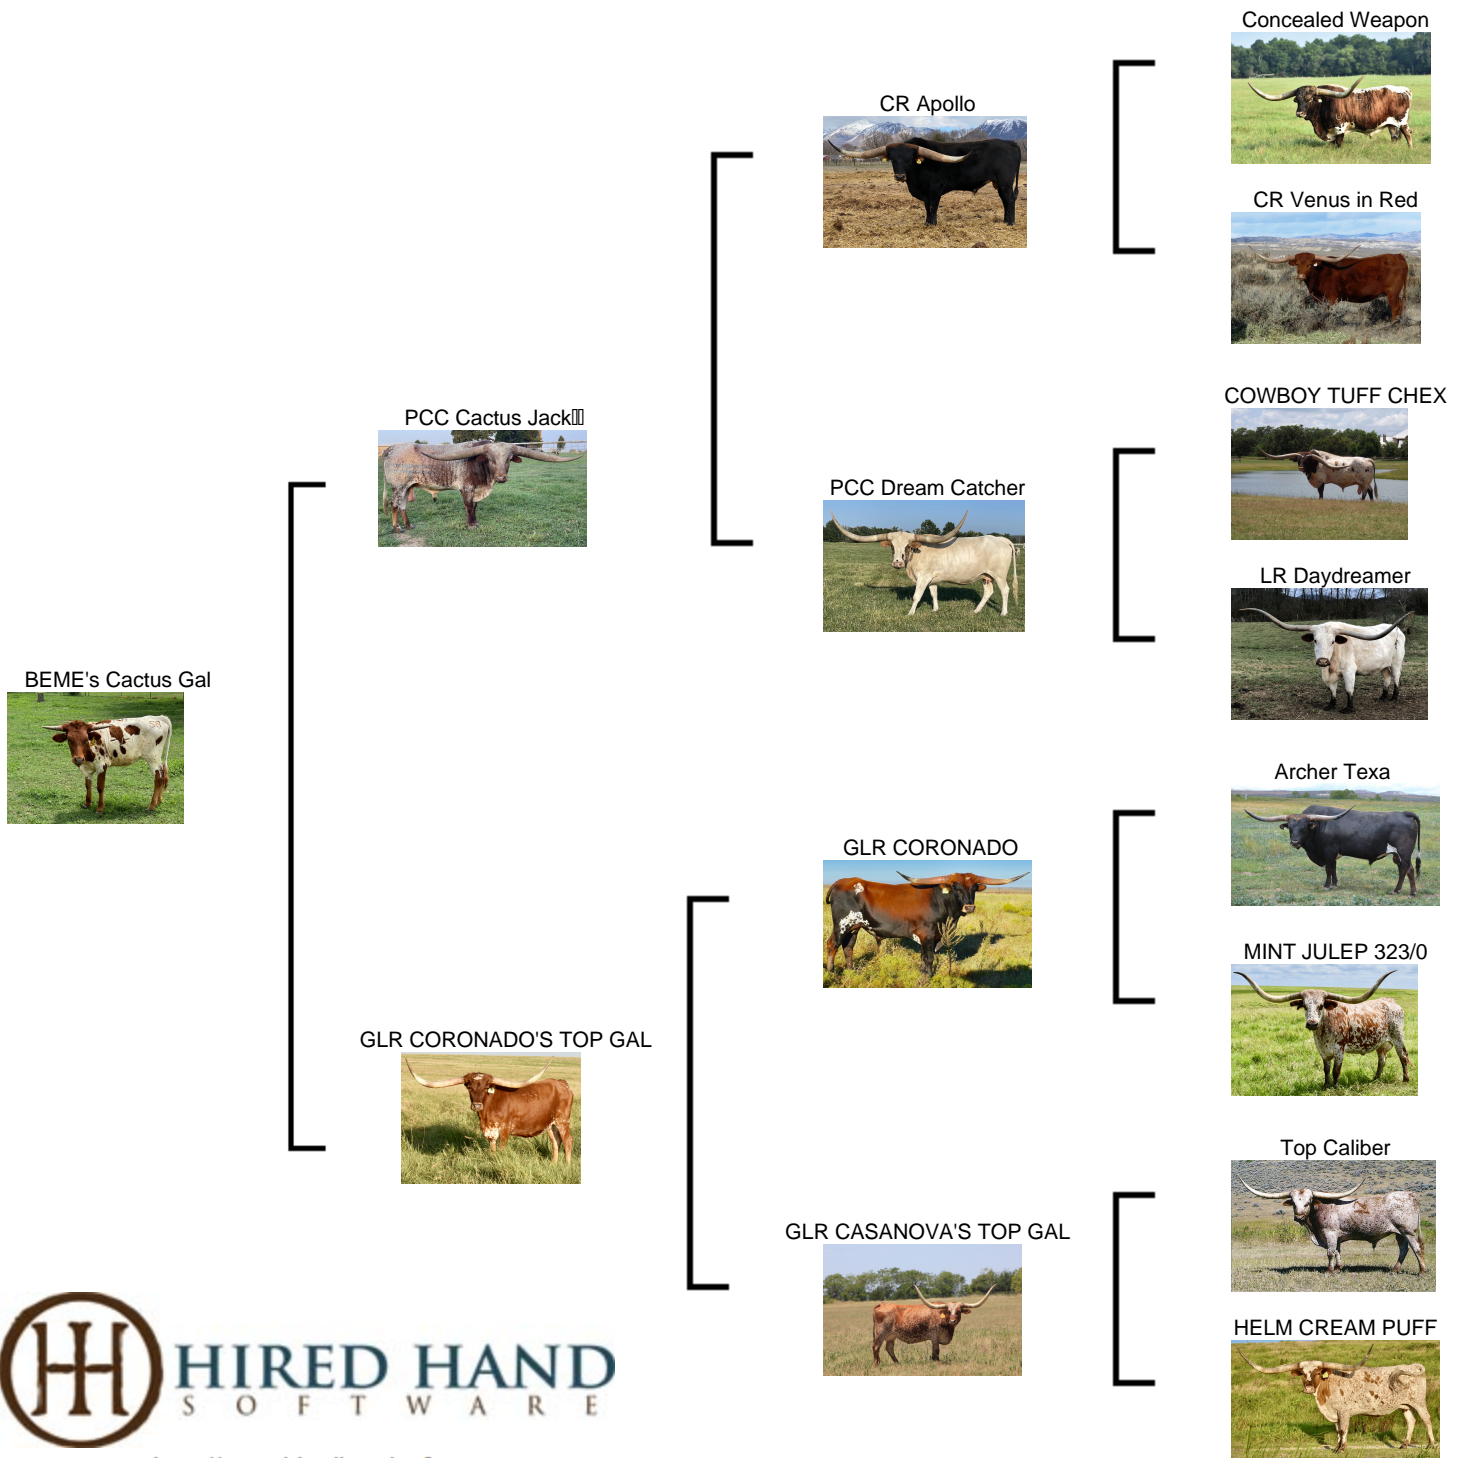 Concealed Weapon
CR Apollo
CR Venus in Red
COWBOY TUFF CHEX
PCC Cactus Jack
PCC Dream Catcher
LR Daydreamer
BEME's Cactus Gal
Archer Texa
GLR CORONADO
MINT JULEP 323/0
GLR CORONADO'S TOP GAL
Top Caliber
GLR CASANOVA'S TOP GAL
HELM CREAM PUFF
HIRED HAND
SOFTWARE